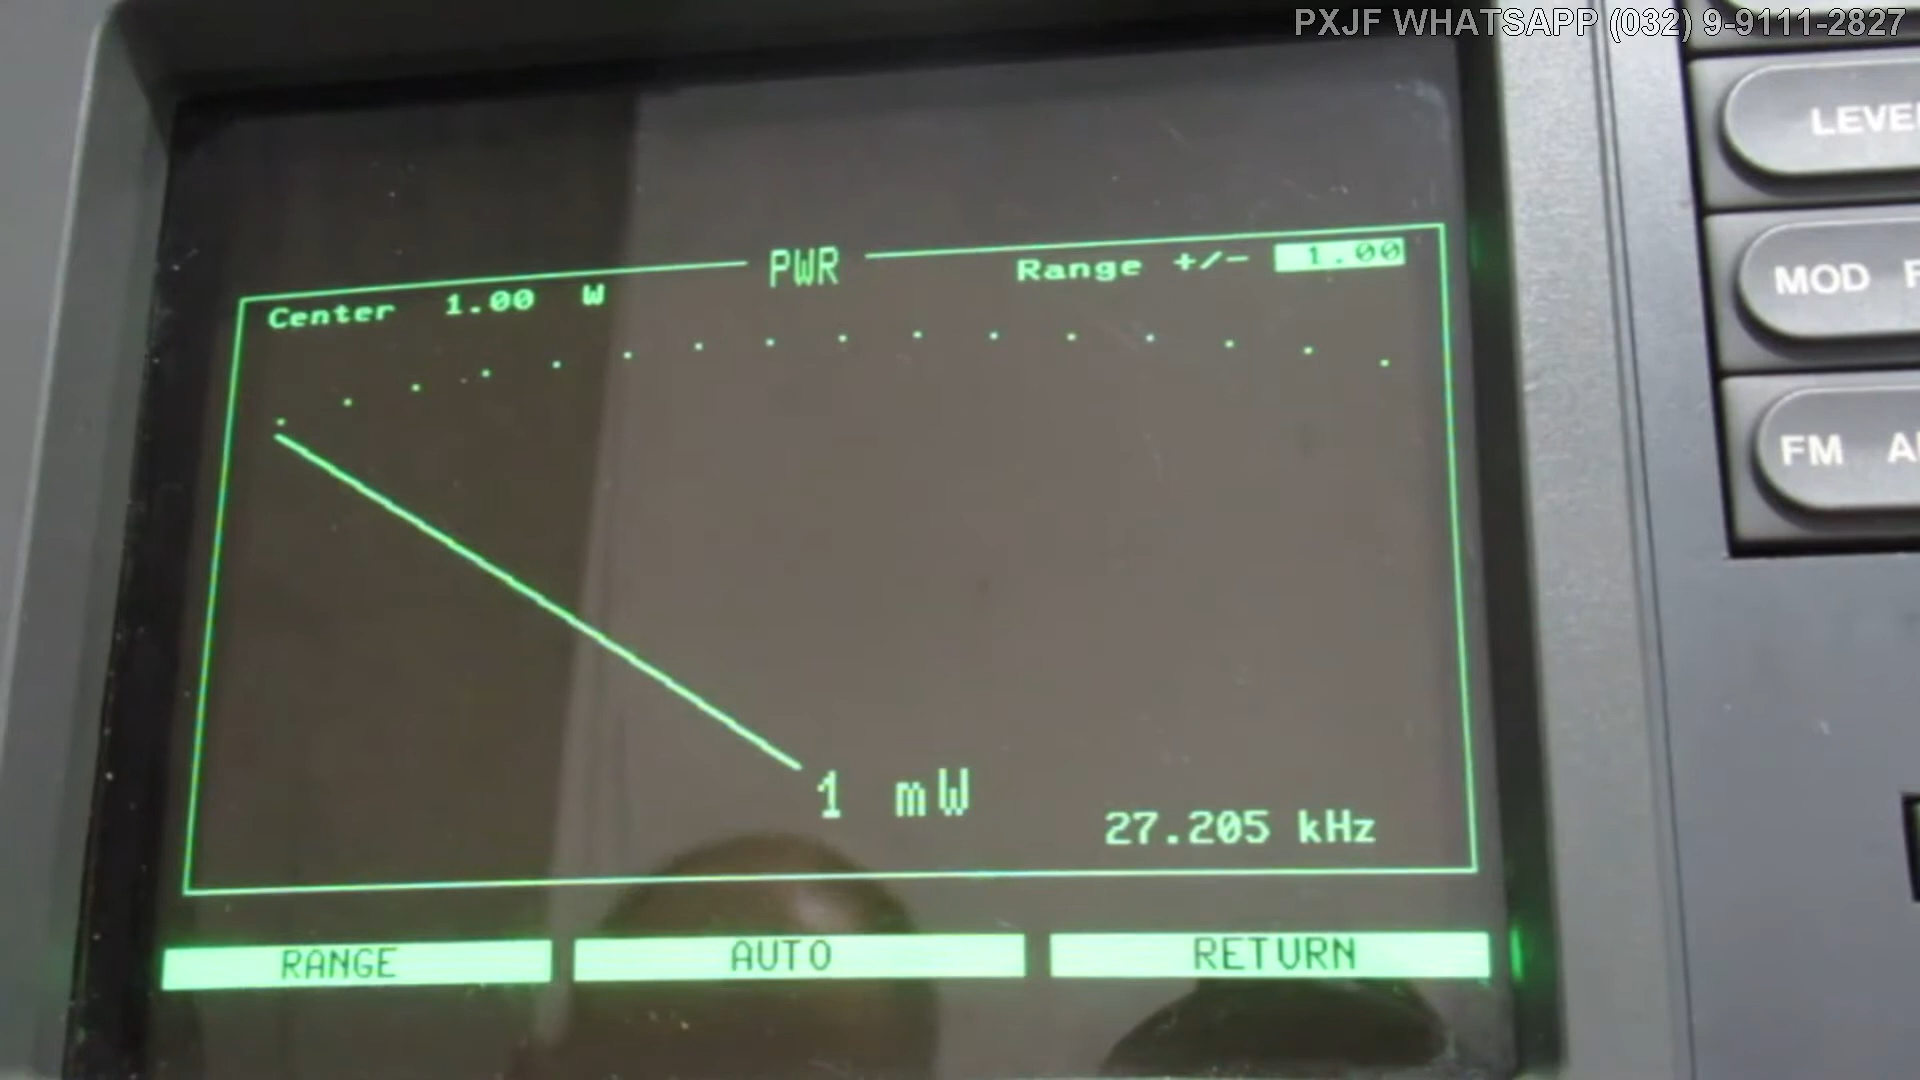 PXJF WHATSAPP (032) 9-9111-2827
PWR
Center 1.00 W
Range +/- 1.00
1 mW
27.205 kHz
RANGE
AUTO
RETURN
MOD
FM